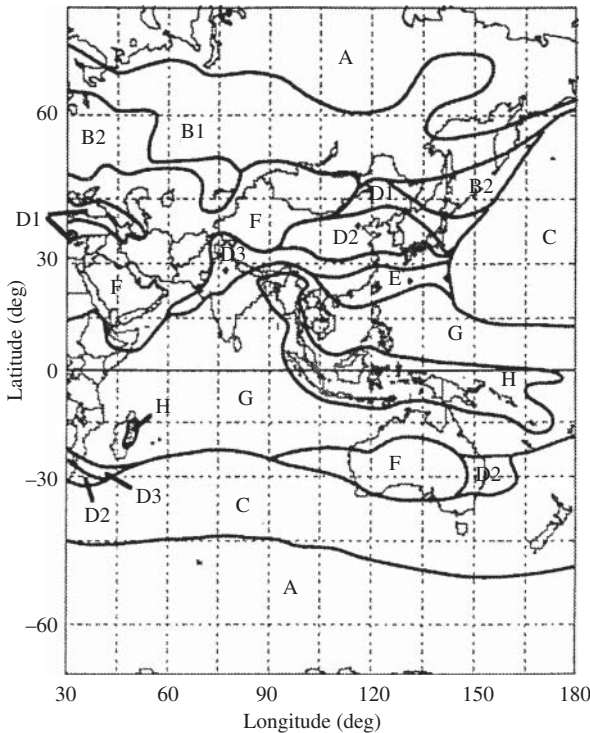 A
60
B2
B1
D1
B2
D1
F
D2
C
30
D3
E
F
G
Latitude (deg)
0
H
H
G
F
D2
−30
D3
D2
C
A
−60
30
60
90
120
150
180
Longitude (deg)